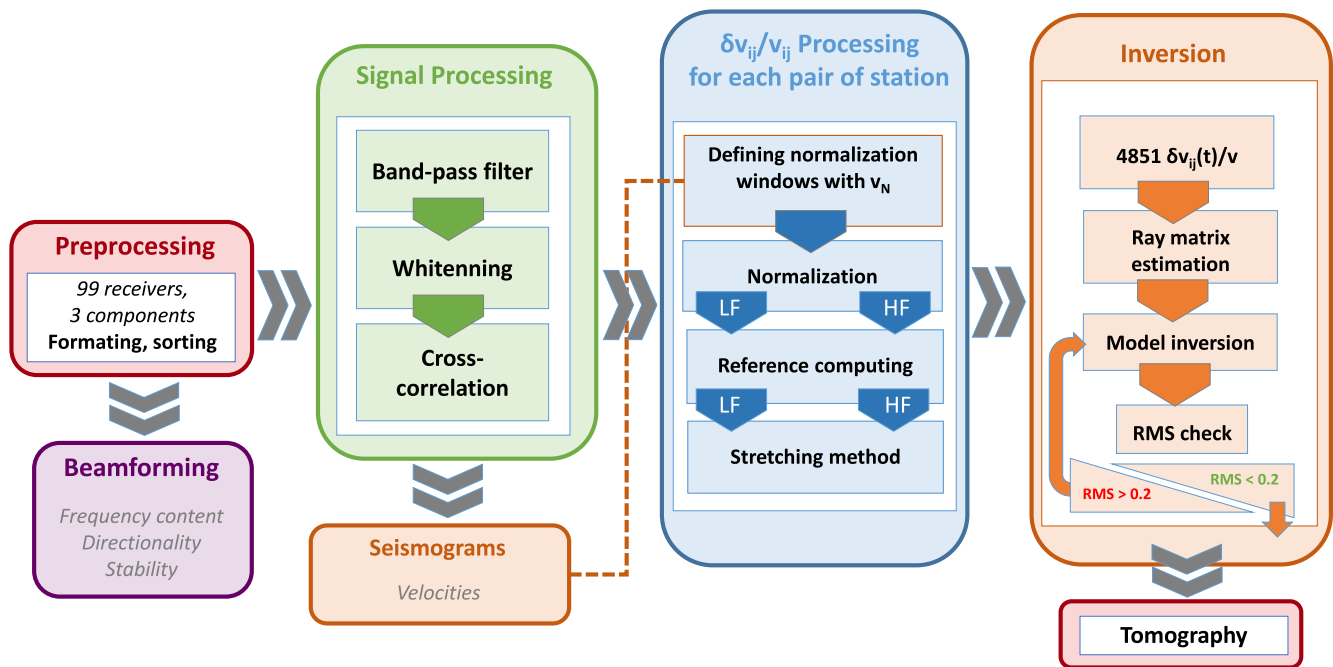 Preprocessing
99 receivers,
3 components
Formating, sorting
Beamforming
Frequency content
Directionality
Stability
Signal Processing
Band-pass filter
Whitenning
Cross-
correlation
Seismograms
Velocities
δvij/vij Processing
for each pair of station
Defining normalization
windows with vN
Normalization
LF HF
Reference computing
LF HF
Stretching method
Inversion
4851 δvij(t)/v
Ray matrix
estimation
Model inversion
RMS check
RMS > 0.2
RMS < 0.2
Tomography